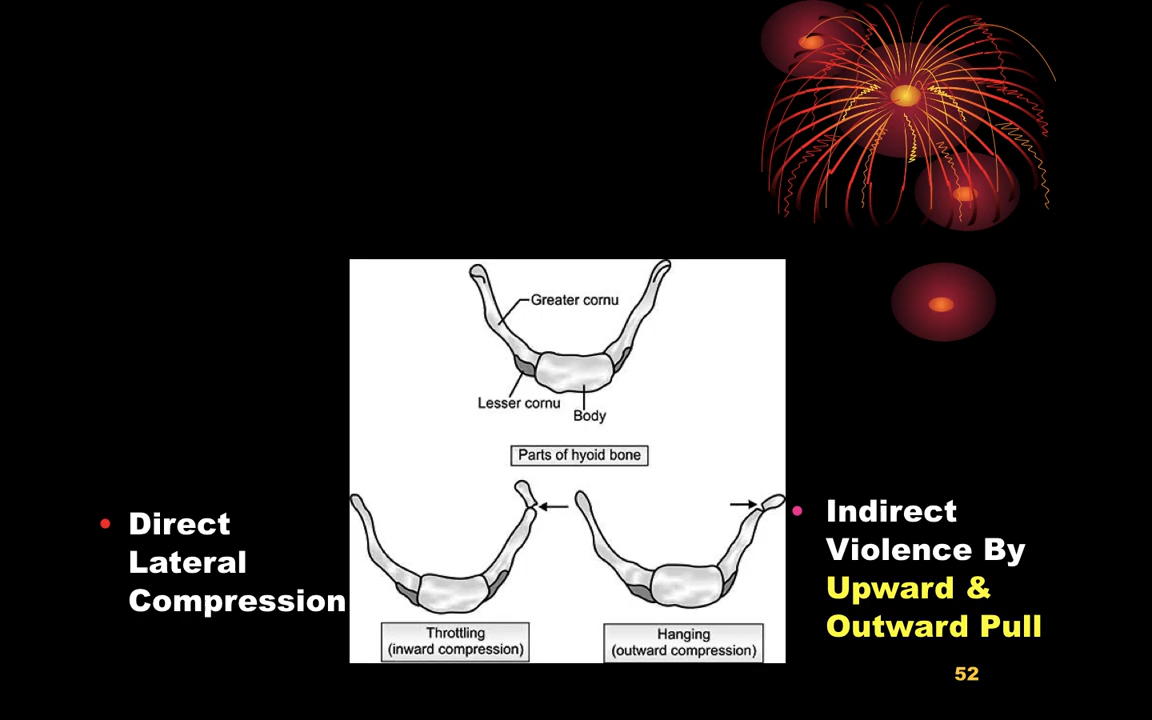 Greater cornu
Lesser cornu
Body
Parts of hyoid bone
• Direct
Lateral
Compression
Throttling
(inward compression)
Hanging
(outward compression)
• Indirect
Violence By
Upward &
Outward Pull
52